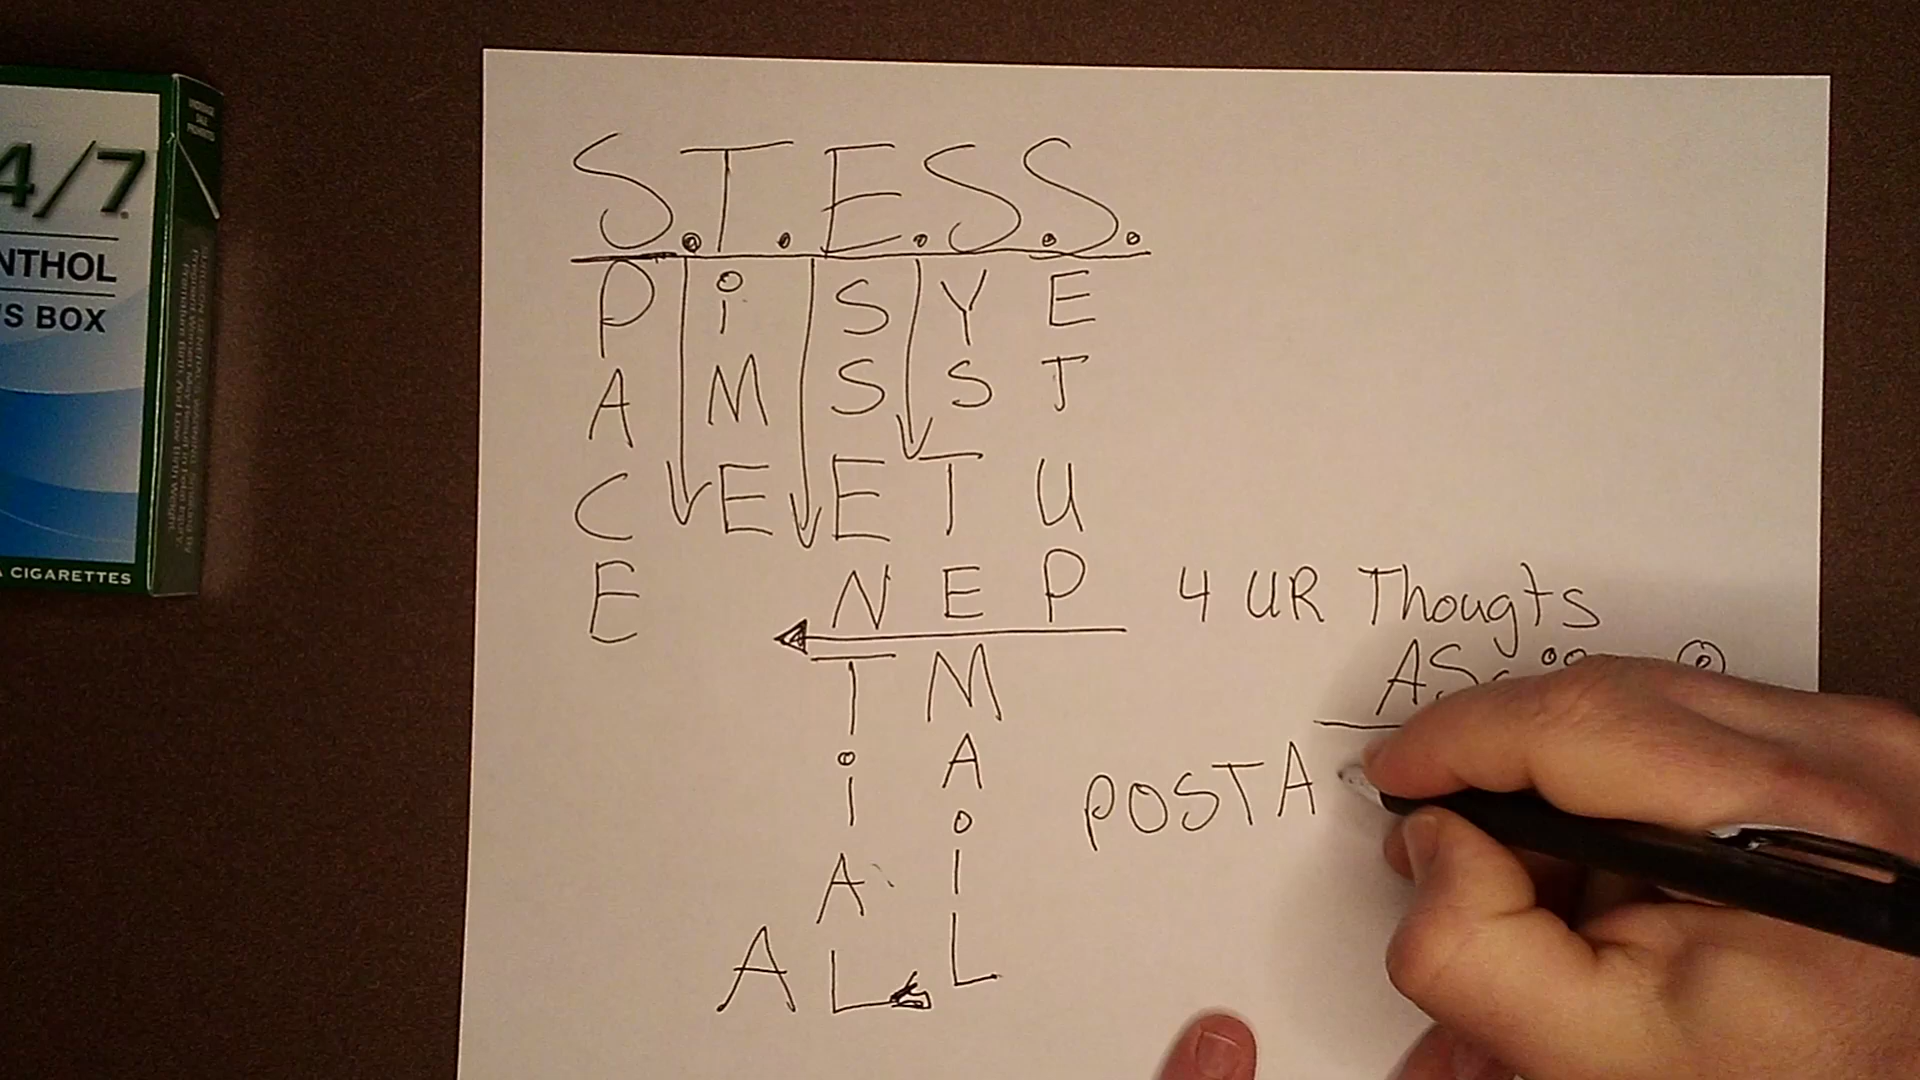 S.T.E.S.S.
P i S Y E
A M S S T
C E E T U
E N E P
T M
i A
A i
A L L
4 UR Thougts
POSTA
4/7
NTHOL
S BOX
CIGARETTES